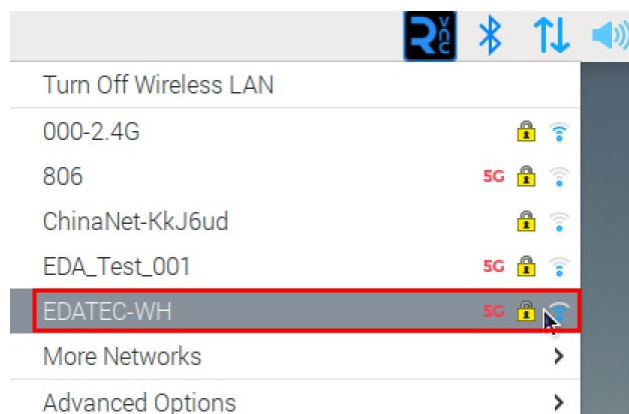 VNC
Turn Off Wireless LAN
000-2.4G
806 5G
ChinaNet-KkJ6ud
EDA_Test_001 5G
EDATEC-WH 5G
More Networks
Advanced Options